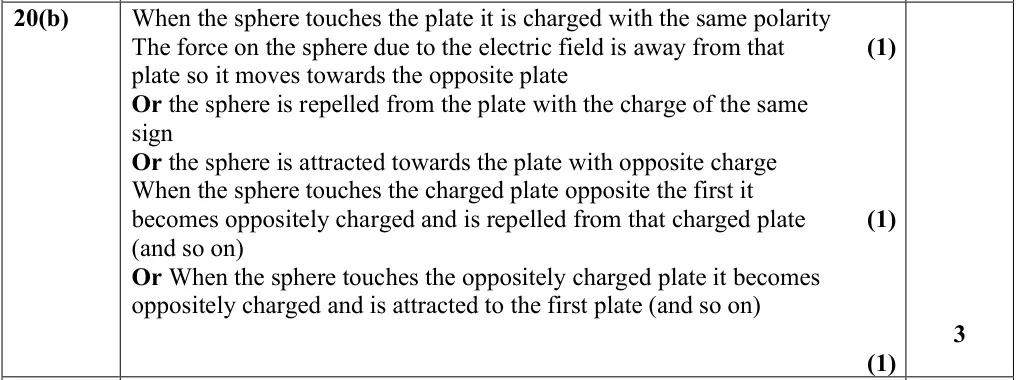 20(b) When the sphere touches the plate it is charged with the same polarity
The force on the sphere due to the electric field is away from that (1)
plate so it moves towards the opposite plate
Or the sphere is repelled from the plate with the charge of the same
sign
Or the sphere is attracted towards the plate with opposite charge
When the sphere touches the charged plate opposite the first it
becomes oppositely charged and is repelled from that charged plate (1)
(and so on)
Or When the sphere touches the oppositely charged plate it becomes
oppositely charged and is attracted to the first plate (and so on)
3
(1)